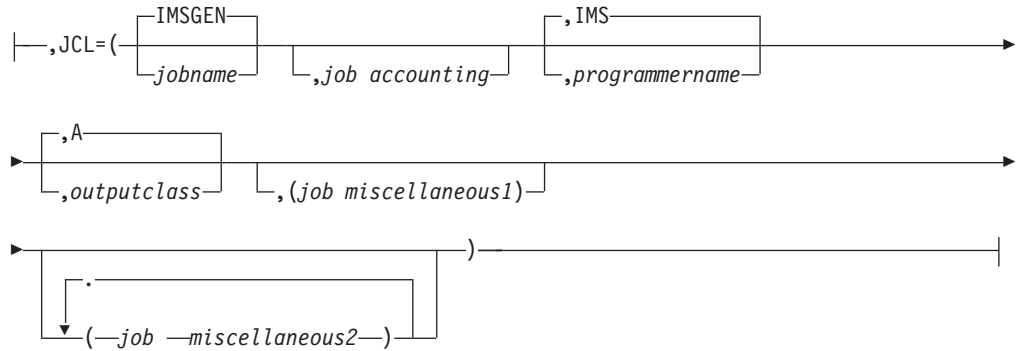 IMSGEN ,IMS
,JCL=(
jobname ,job accounting ,programmername
,A
,outputclass ,(job miscellaneous1)
)
.
(job miscellaneous2)